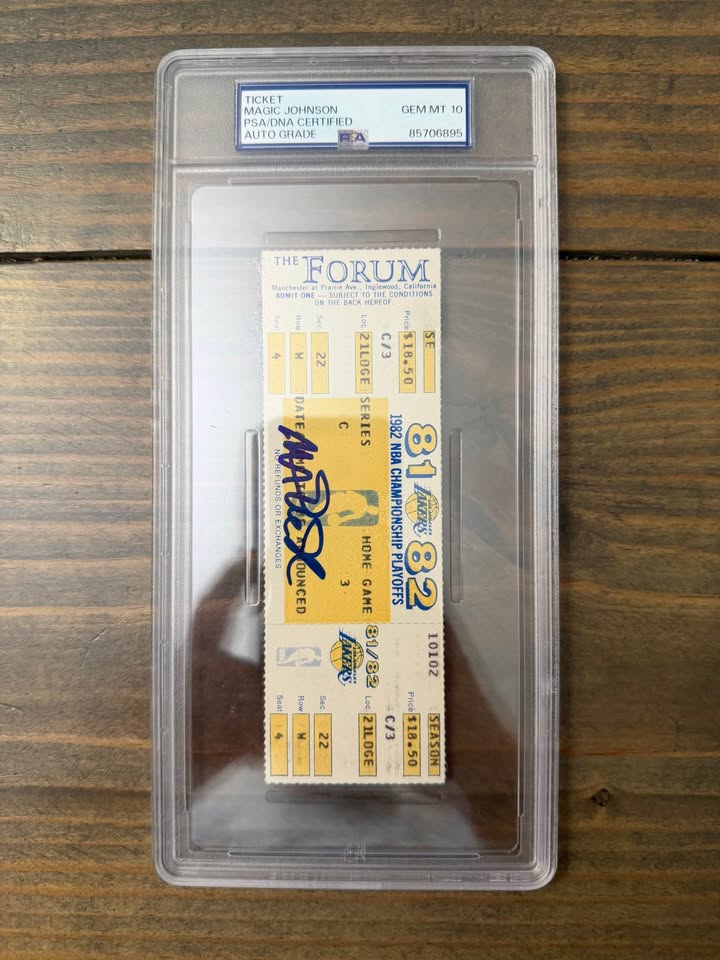 TICKET
MAGIC JOHNSON GEM MT 10
PSA/DNA CERTIFIED
AUTO GRADE PSA 85706895
THE FORUM
Manchester at Prairie Ave., Inglewood, California
ADMIT ONE — SUBJECT TO THE CONDITIONS
ON THE BACK HEREOF.
SE
Price $18.50
C/3
Loc. 21LOGE
Sec. 22
Row W
Seat 4
81 LAKERS 82
1982 NBA CHAMPIONSHIP PLAYOFFS
SERIES HOME GAME
C 3
DATE OUNCED
NO REFUNDS OR EXCHANGES
10102
81/82
LAKERS
SEASON
Price $18.50
C/3
Loc. 21LOGE
Sec. 22
Row W
Seat 4